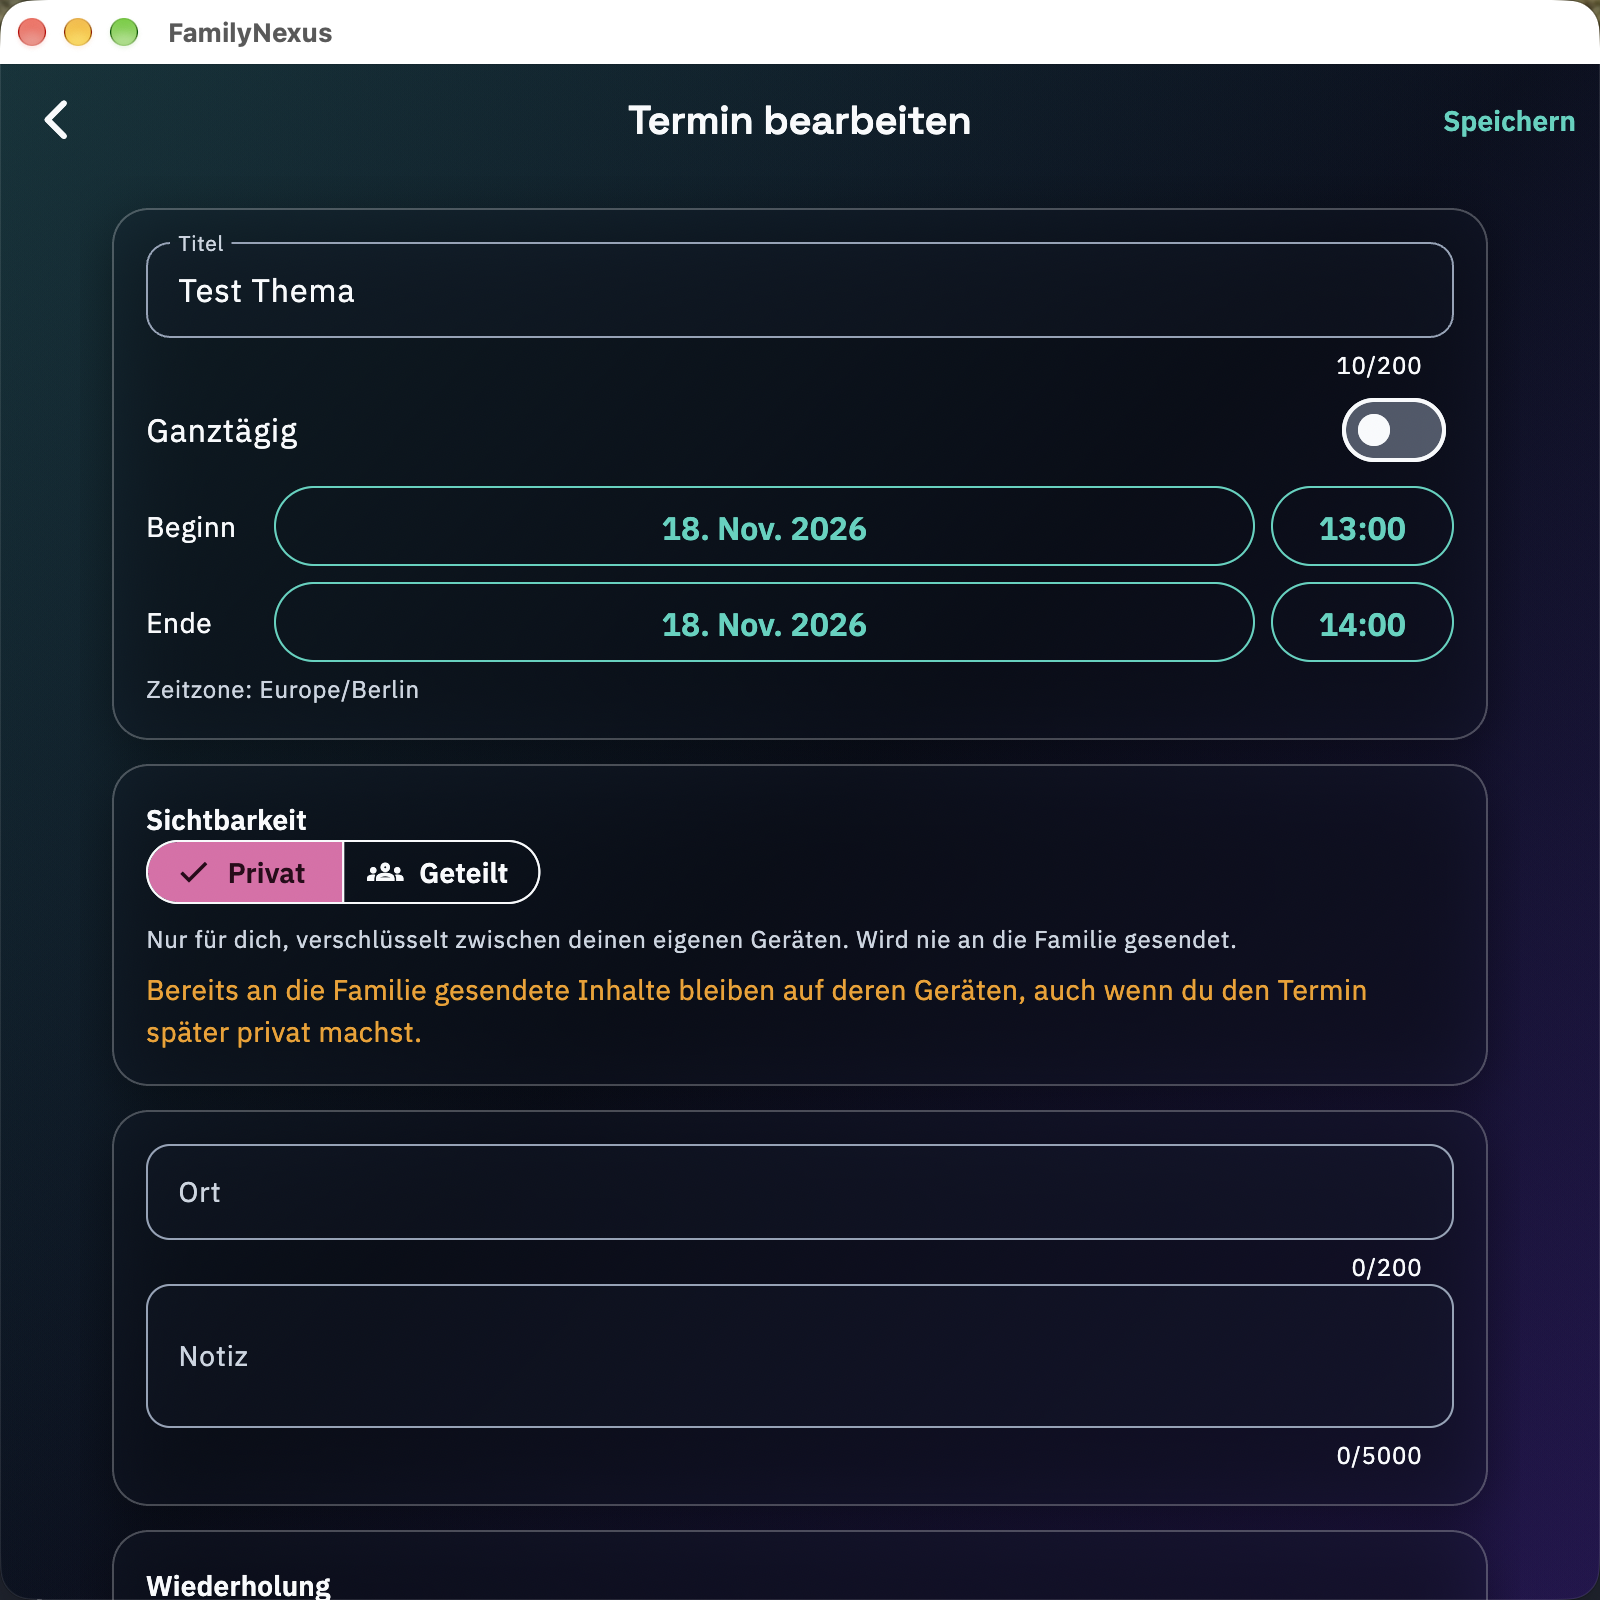 FamilyNexus
Termin bearbeiten
Speichern
Titel
Test Thema
10/200
Ganztägig
Beginn
18. Nov. 2026
13:00
Ende
18. Nov. 2026
14:00
Zeitzone: Europe/Berlin
Sichtbarkeit
Privat
Geteilt
Nur für dich, verschlüsselt zwischen deinen eigenen Geräten. Wird nie an die Familie gesendet.
Bereits an die Familie gesendete Inhalte bleiben auf deren Geräten, auch wenn du den Termin
später privat machst.
Ort
0/200
Notiz
0/5000
Wiederholung